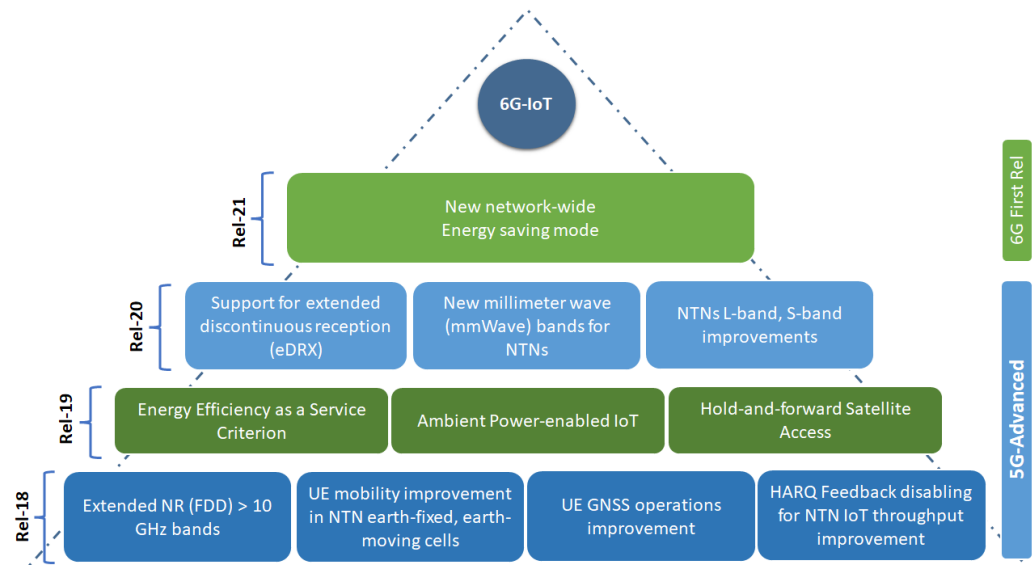 6G-IoT
6G First Rel
Rel-21
New network-wide
Energy saving mode
Rel-20
Support for extended
discontinuous reception
(eDRX)
New millimeter wave
(mmWave) bands for
NTNs
NTNs L-band, S-band
improvements
5G-Advanced
Rel-19
Energy Efficiency as a Service
Criterion
Ambient Power-enabled IoT
Hold-and-forward Satellite
Access
Rel-18
Extended NR (FDD) > 10
GHz bands
UE mobility improvement
in NTN earth-fixed, earth-
moving cells
UE GNSS operations
improvement
HARQ Feedback disabling
for NTN IoT throughput
improvement